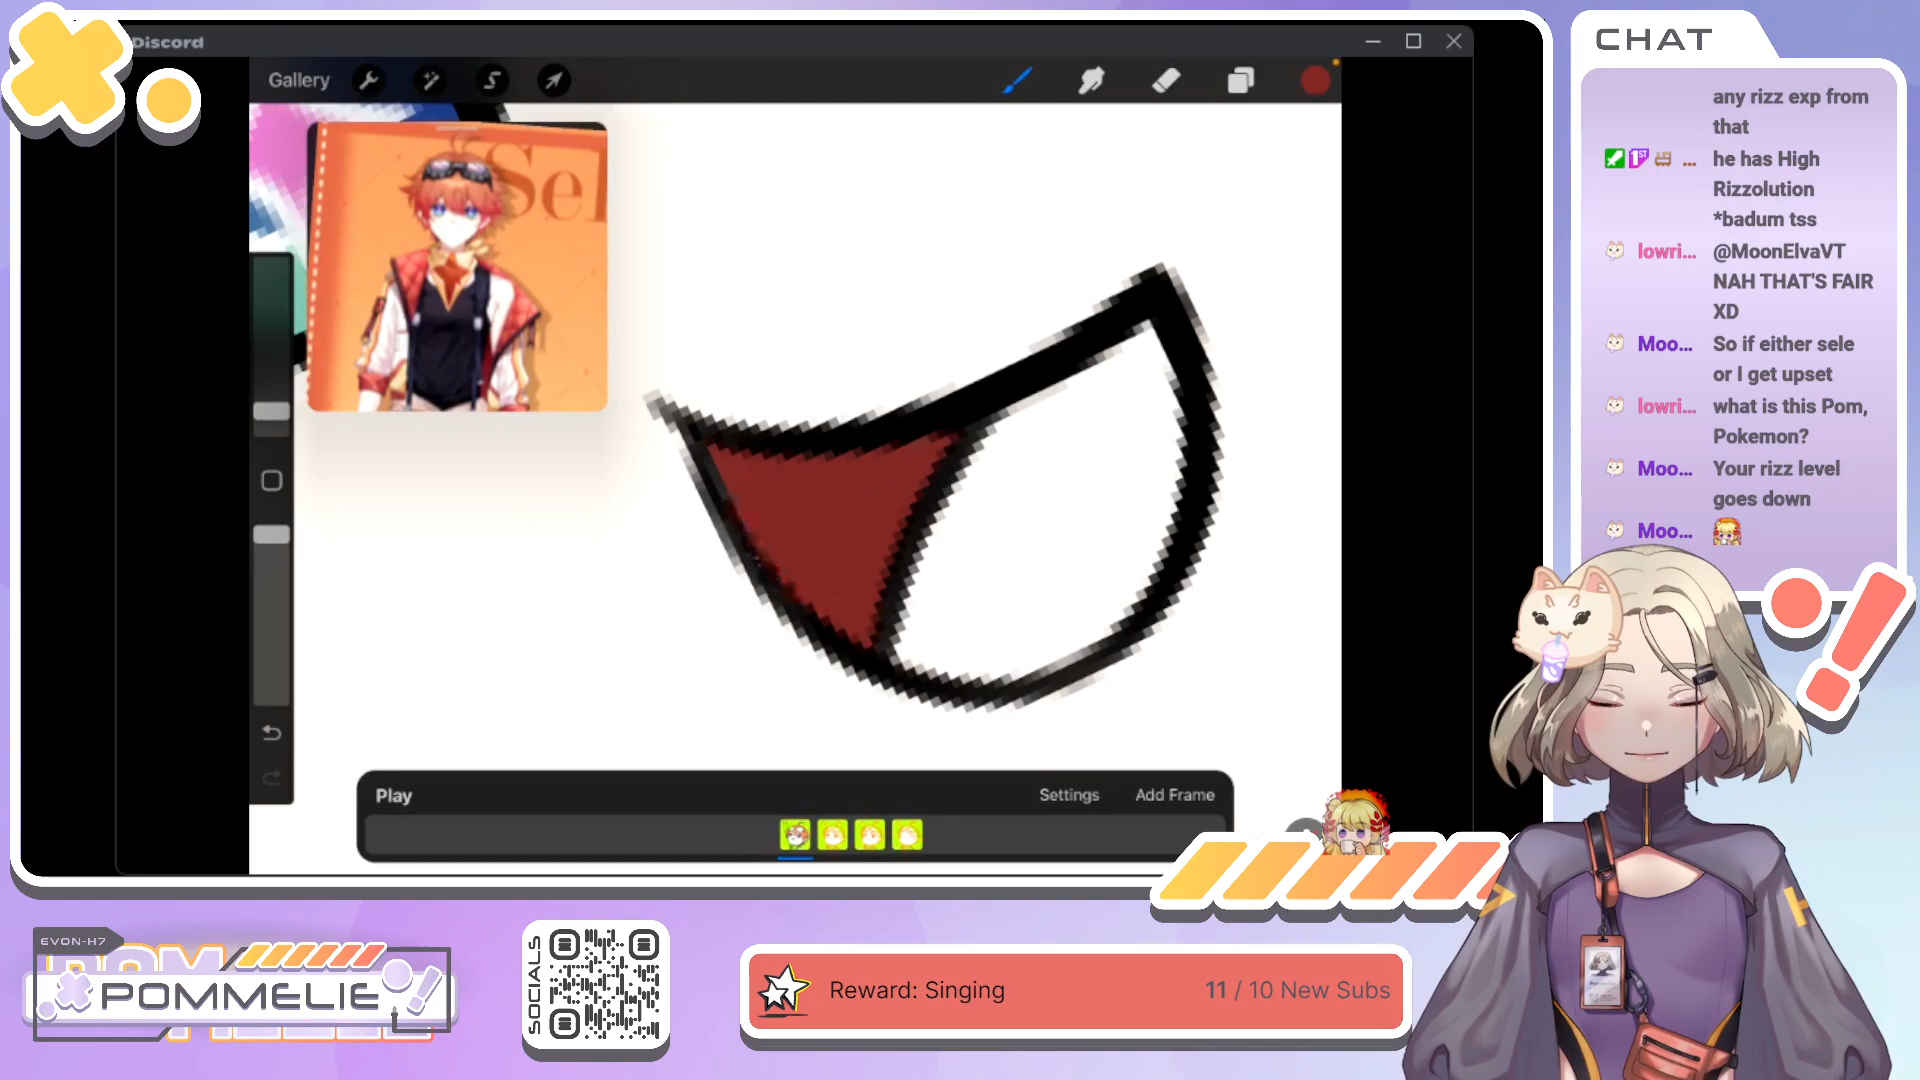 Discord
Gallery
Sel
Play
Settings
Add Frame
CHAT
any rizz exp from
that
1ST
... he has High
Rizzolution
*badum tss
lowri... @MoonElvaVT
NAH THAT'S FAIR
XD
Moo... So if either sele
or I get upset
lowri... what is this Pom,
Pokemon?
Moo... Your rizz level
goes down
Moo...
EVON-H7
POMMELIE
SOCIALS
Reward: Singing
11 / 10 New Subs